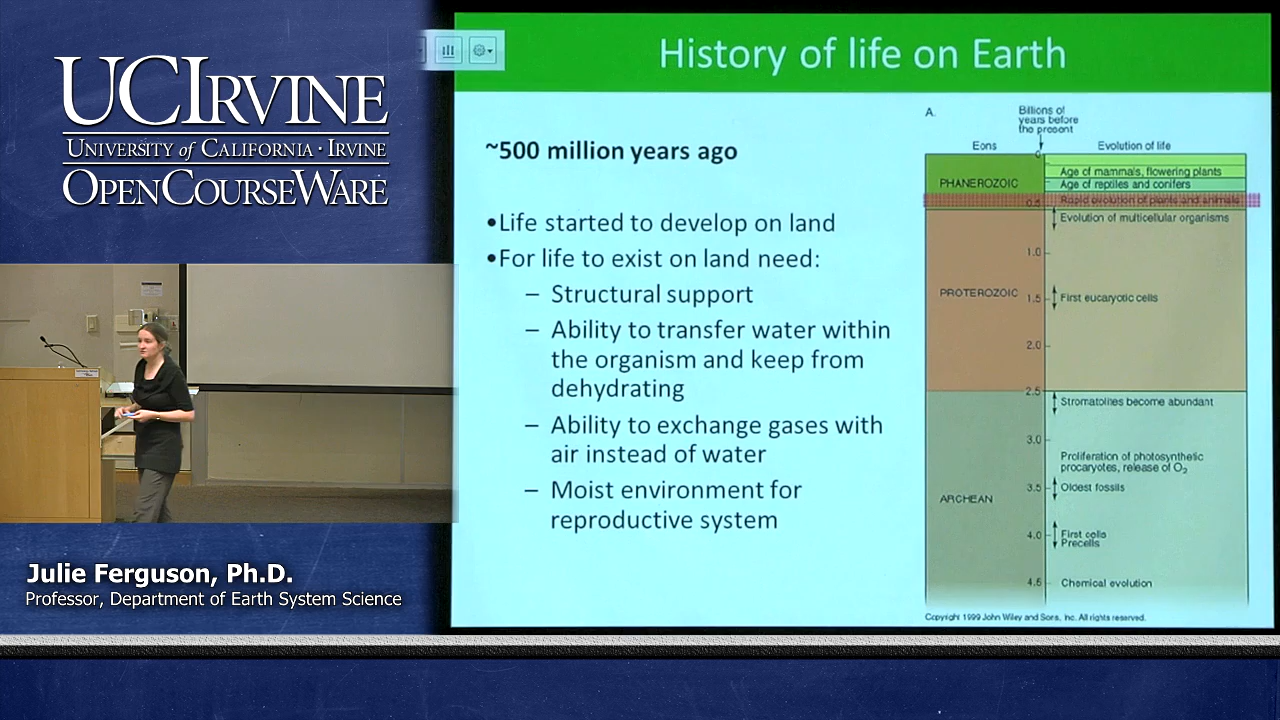 UCIRVINE
UNIVERSITY of CALIFORNIA · IRVINE
OPENCOURSEWARE
Julie Ferguson, Ph.D.
Professor, Department of Earth System Science
History of life on Earth
~500 million years ago
•Life started to develop on land
•For life to exist on land need:
– Structural support
– Ability to transfer water within
the organism and keep from
dehydrating
– Ability to exchange gases with
air instead of water
– Moist environment for
reproductive system
A.
Billions of
years before
the present
Eons
Evolution of life
0
PHANEROZOIC
Age of mammals, flowering plants
Age of reptiles and conifers
Rapid evolution of plants and animals
0.5
Evolution of multicellular organisms
1.0
PROTEROZOIC
1.5
First eucaryotic cells
2.0
2.5
Stromatolites become abundant
3.0
Proliferation of photosynthetic
procaryotes, release of O2
3.5
Oldest fossils
ARCHEAN
4.0
First cells
Precells
4.5
Chemical evolution
Copyright 1999 John Wiley and Sons, Inc. All rights reserved.